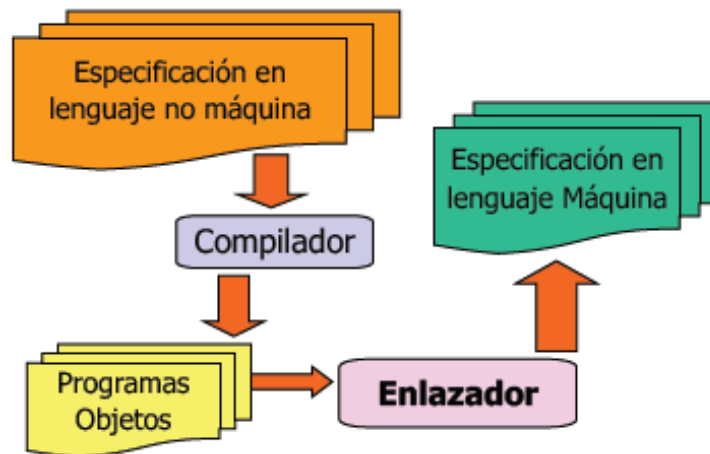 Especificación en
lenguaje no máquina
Compilador
Programas
Objetos
Enlazador
Especificación en
lenguaje Máquina